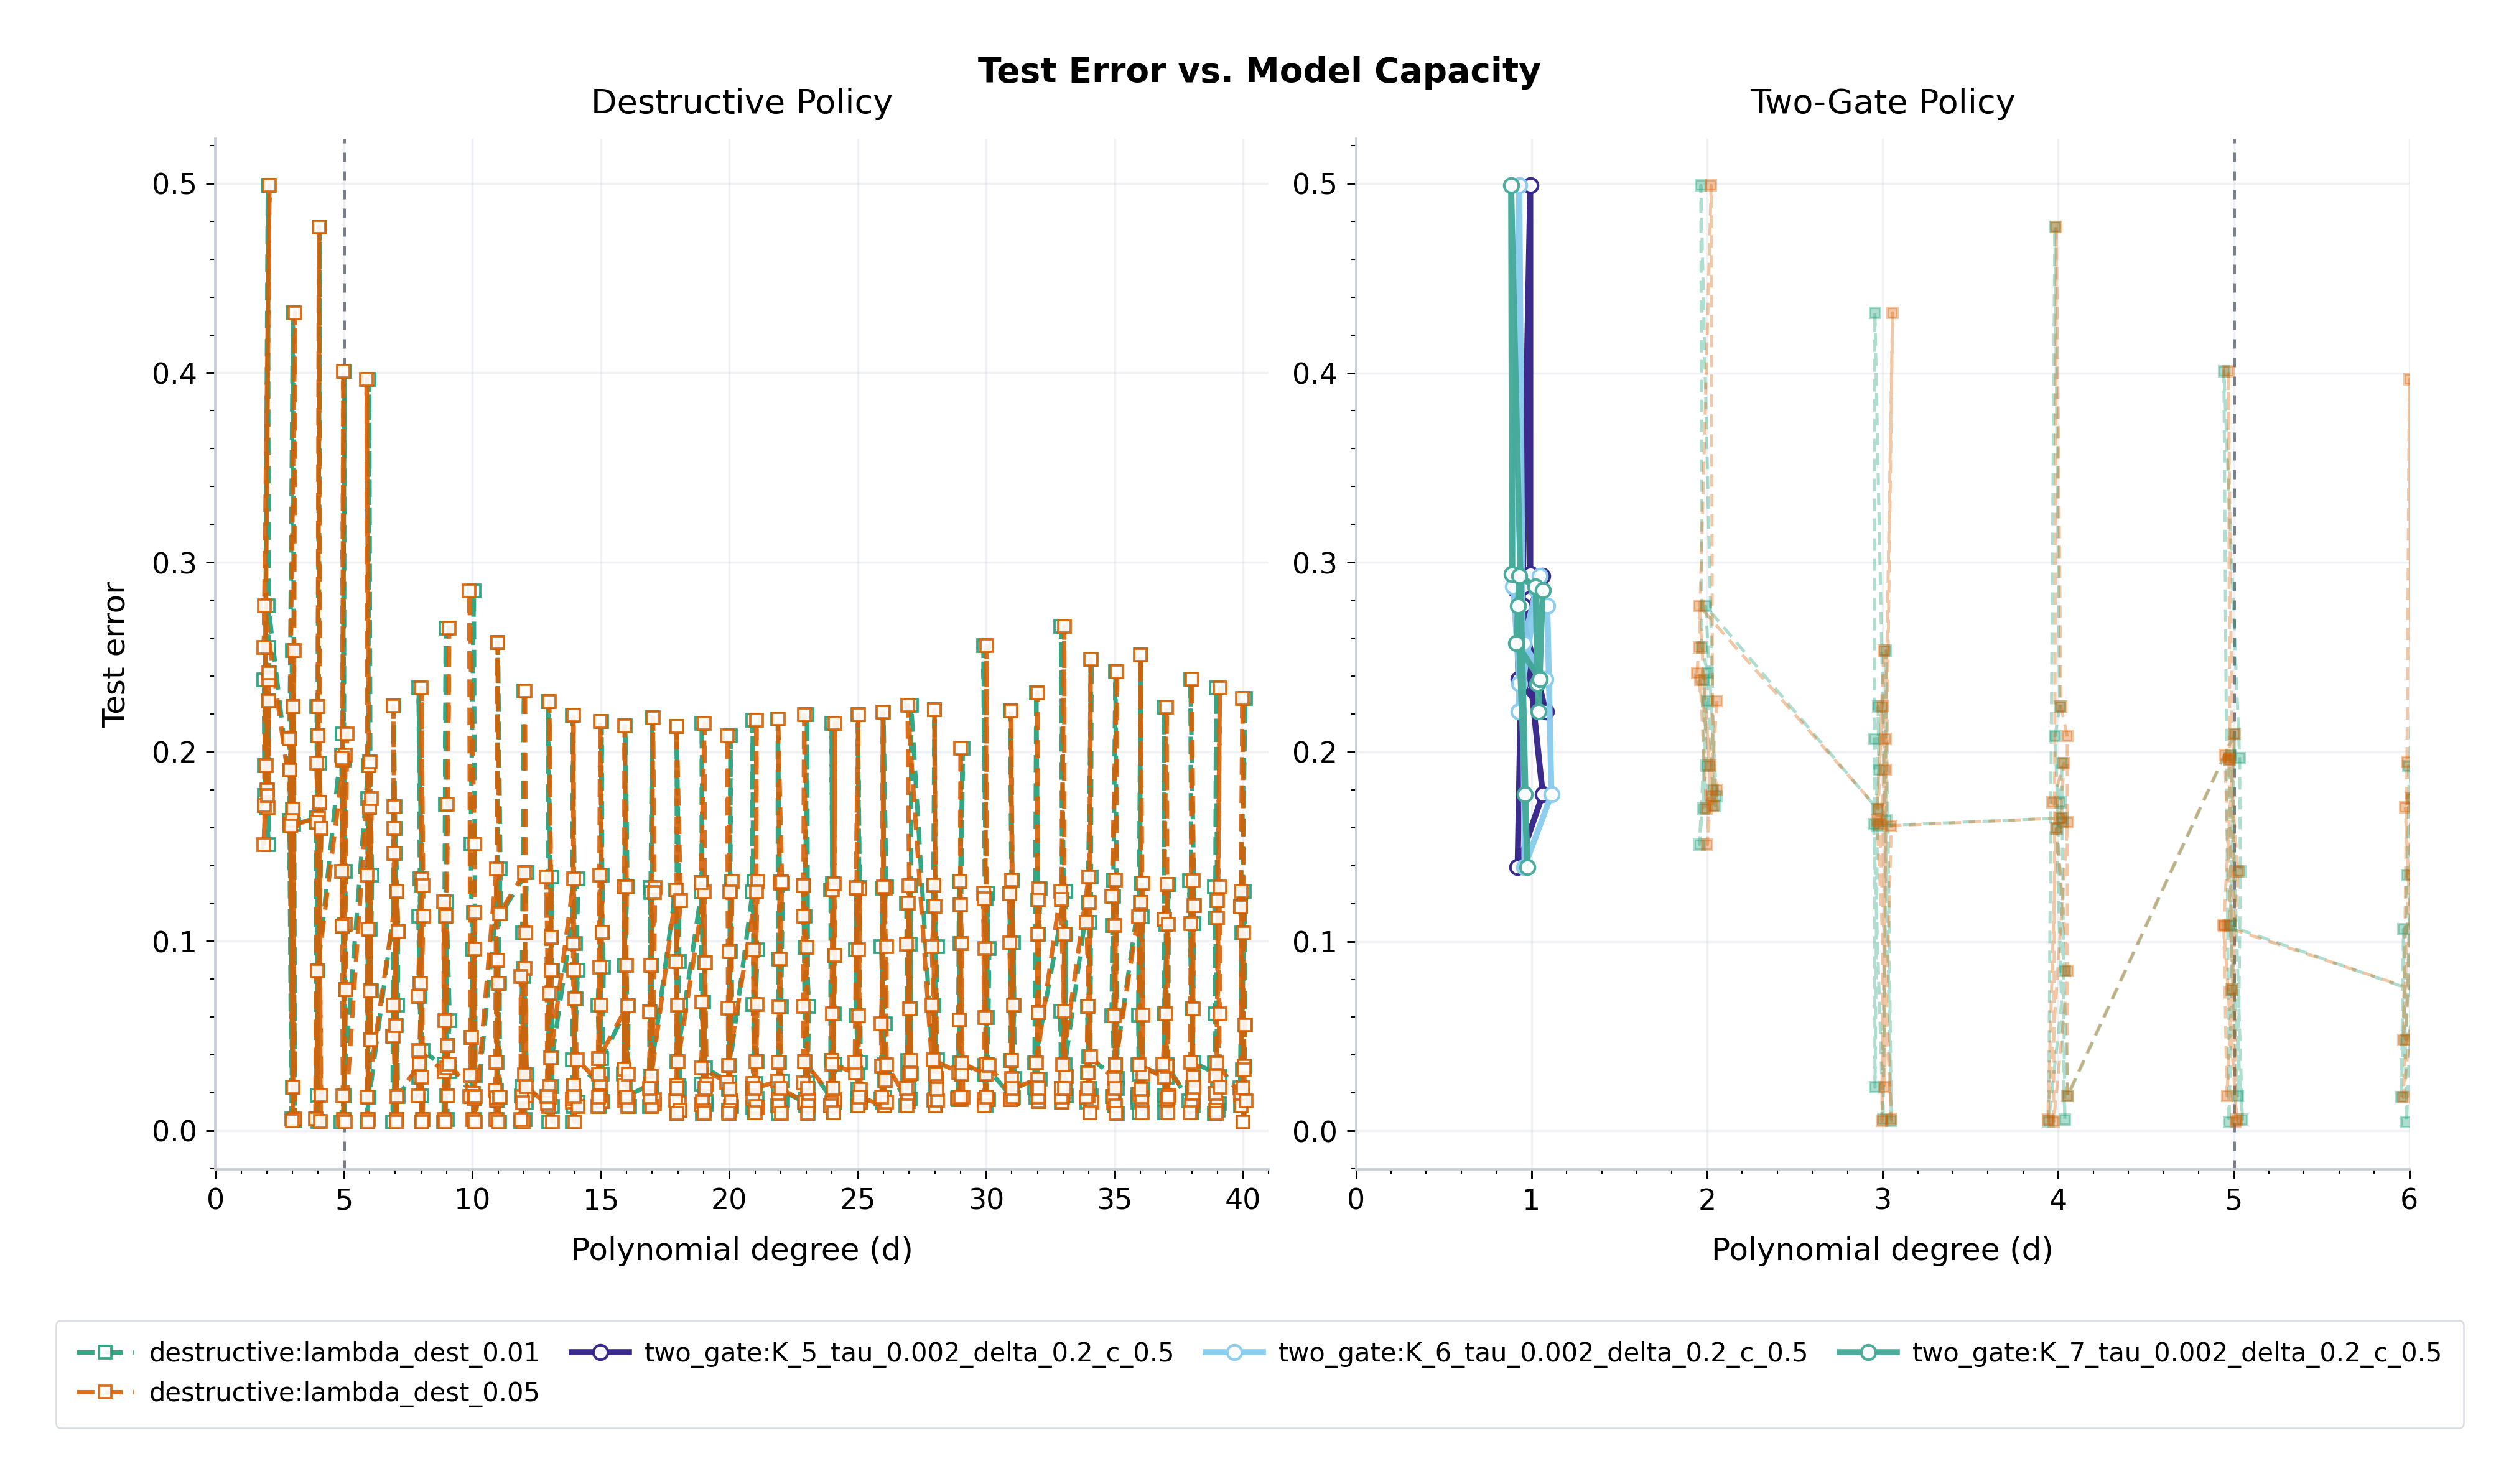 Test Error vs. Model Capacity
Destructive Policy
Two-Gate Policy
Test error
0.5
0.4
0.3
0.2
0.1
0.0
0 5 10 15 20 25 30 35 40
Polynomial degree (d)
0.5
0.4
0.3
0.2
0.1
0.0
0 1 2 3 4 5 6
Polynomial degree (d)
destructive:lambda_dest_0.01 two_gate:K_5_tau_0.002_delta_0.2_c_0.5 two_gate:K_6_tau_0.002_delta_0.2_c_0.5 two_gate:K_7_tau_0.002_delta_0.2_c_0.5
destructive:lambda_dest_0.05